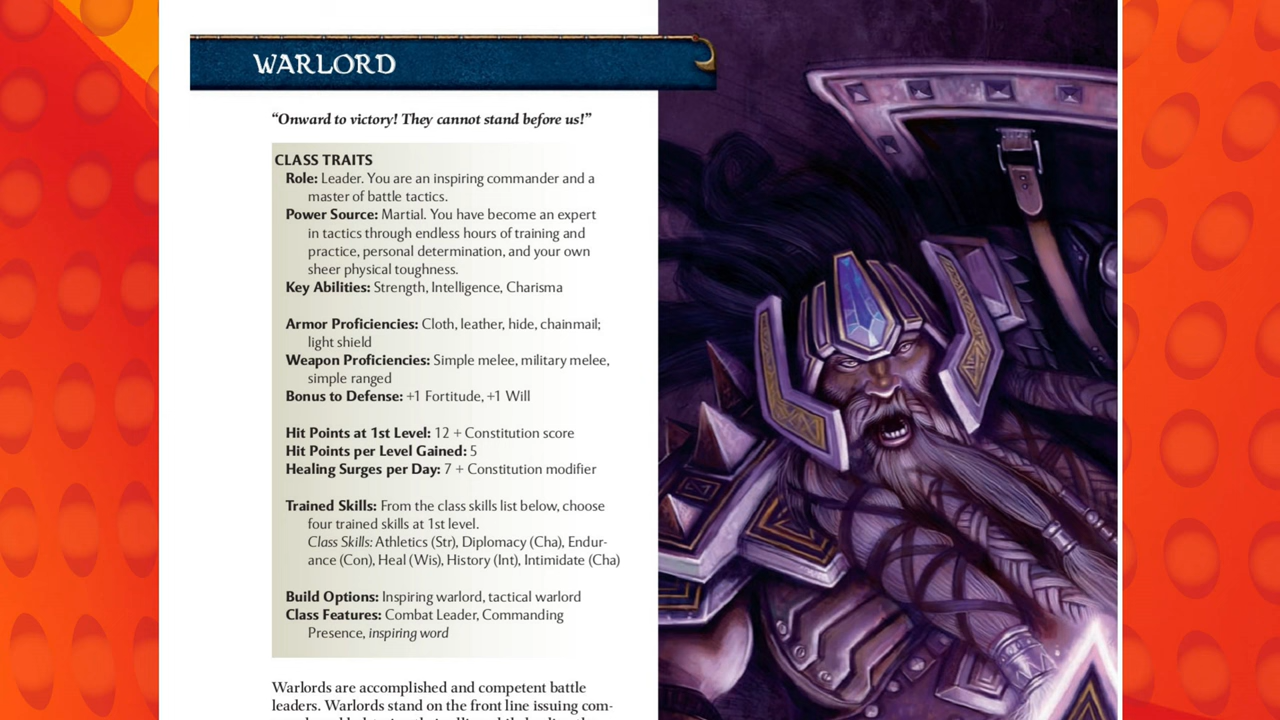 WARLORD
“Onward to victory! They cannot stand before us!”
CLASS TRAITS
Role: Leader. You are an inspiring commander and a
master of battle tactics.
Power Source: Martial. You have become an expert
in tactics through endless hours of training and
practice, personal determination, and your own
sheer physical toughness.
Key Abilities: Strength, Intelligence, Charisma
Armor Proficiencies: Cloth, leather, hide, chainmail;
light shield
Weapon Proficiencies: Simple melee, military melee,
simple ranged
Bonus to Defense: +1 Fortitude, +1 Will
Hit Points at 1st Level: 12 + Constitution score
Hit Points per Level Gained: 5
Healing Surges per Day: 7 + Constitution modifier
Trained Skills: From the class skills list below, choose
four trained skills at 1st level.
Class Skills: Athletics (Str), Diplomacy (Cha), Endur-
ance (Con), Heal (Wis), History (Int), Intimidate (Cha)
Build Options: Inspiring warlord, tactical warlord
Class Features: Combat Leader, Commanding
Presence, inspiring word
Warlords are accomplished and competent battle
leaders. Warlords stand on the front line issuing com-